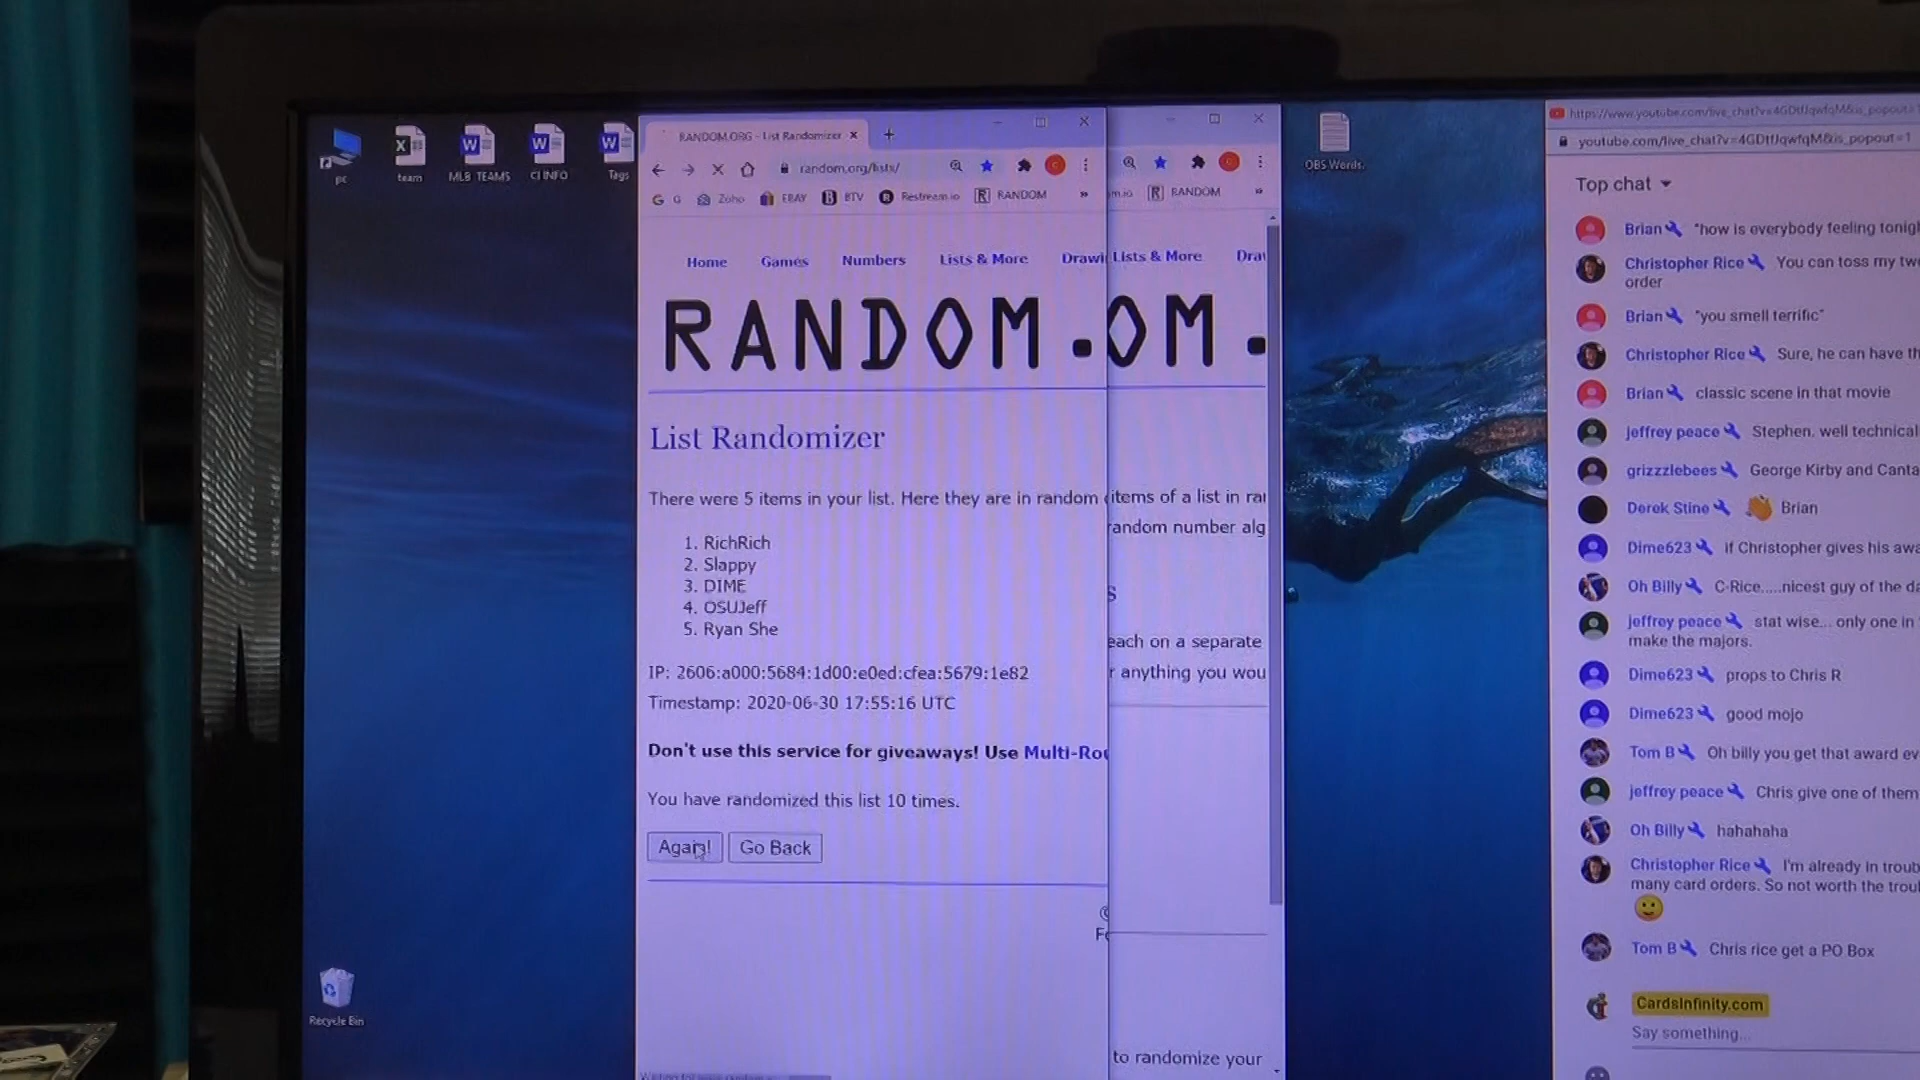 pc
team
MLB TEAMS
CI INFO
Tags
OBS Words.
Recycle Bin
RANDOM.ORG - List Randomizer
random.org/lists/
G
Zoho
EBAY
BTV
Restream.io
RANDOM
»
Home Games Numbers Lists & More Drawi
RANDOM.
List Randomizer
There were 5 items in your list. Here they are in random
1. RichRich
2. Slappy
3. DIME
4. OSUJeff
5. Ryan She
IP: 2606:a000:5684:1d00:e0ed:cfea:5679:1e82
Timestamp: 2020-06-30 17:55:16 UTC
Don't use this service for giveaways! Use Multi-Rou
You have randomized this list 10 times.
Again! Go Back
RANDOM
»
Lists & More Drav
OM.
items of a list in rar
random number alg
s
each on a separate
r anything you wou
to randomize your
youtube.com/live_chat?v=4GDtfJqwfqM&is_popout=1
Top chat
Brian "how is everybody feeling tonigh
Christopher Rice You can toss my tw
order
Brian "you smell terrific"
Christopher Rice Sure, he can have th
Brian classic scene in that movie
jeffrey peace Stephen, well technical
grizzzlebees George Kirby and Canta
Derek Stine 👏 Brian
Dime623 if Christopher gives his awa
Oh Billy C-Rice.....nicest guy of the da
jeffrey peace stat wise... only one in
make the majors.
Dime623 props to Chris R
Dime623 good mojo
Tom B Oh billy you get that award ev
jeffrey peace Chris give one of them
Oh Billy hahahaha
Christopher Rice I'm already in troub
many card orders. So not worth the trou
🙂
Tom B Chris rice get a PO Box
CardsInfinity.com
Say something...